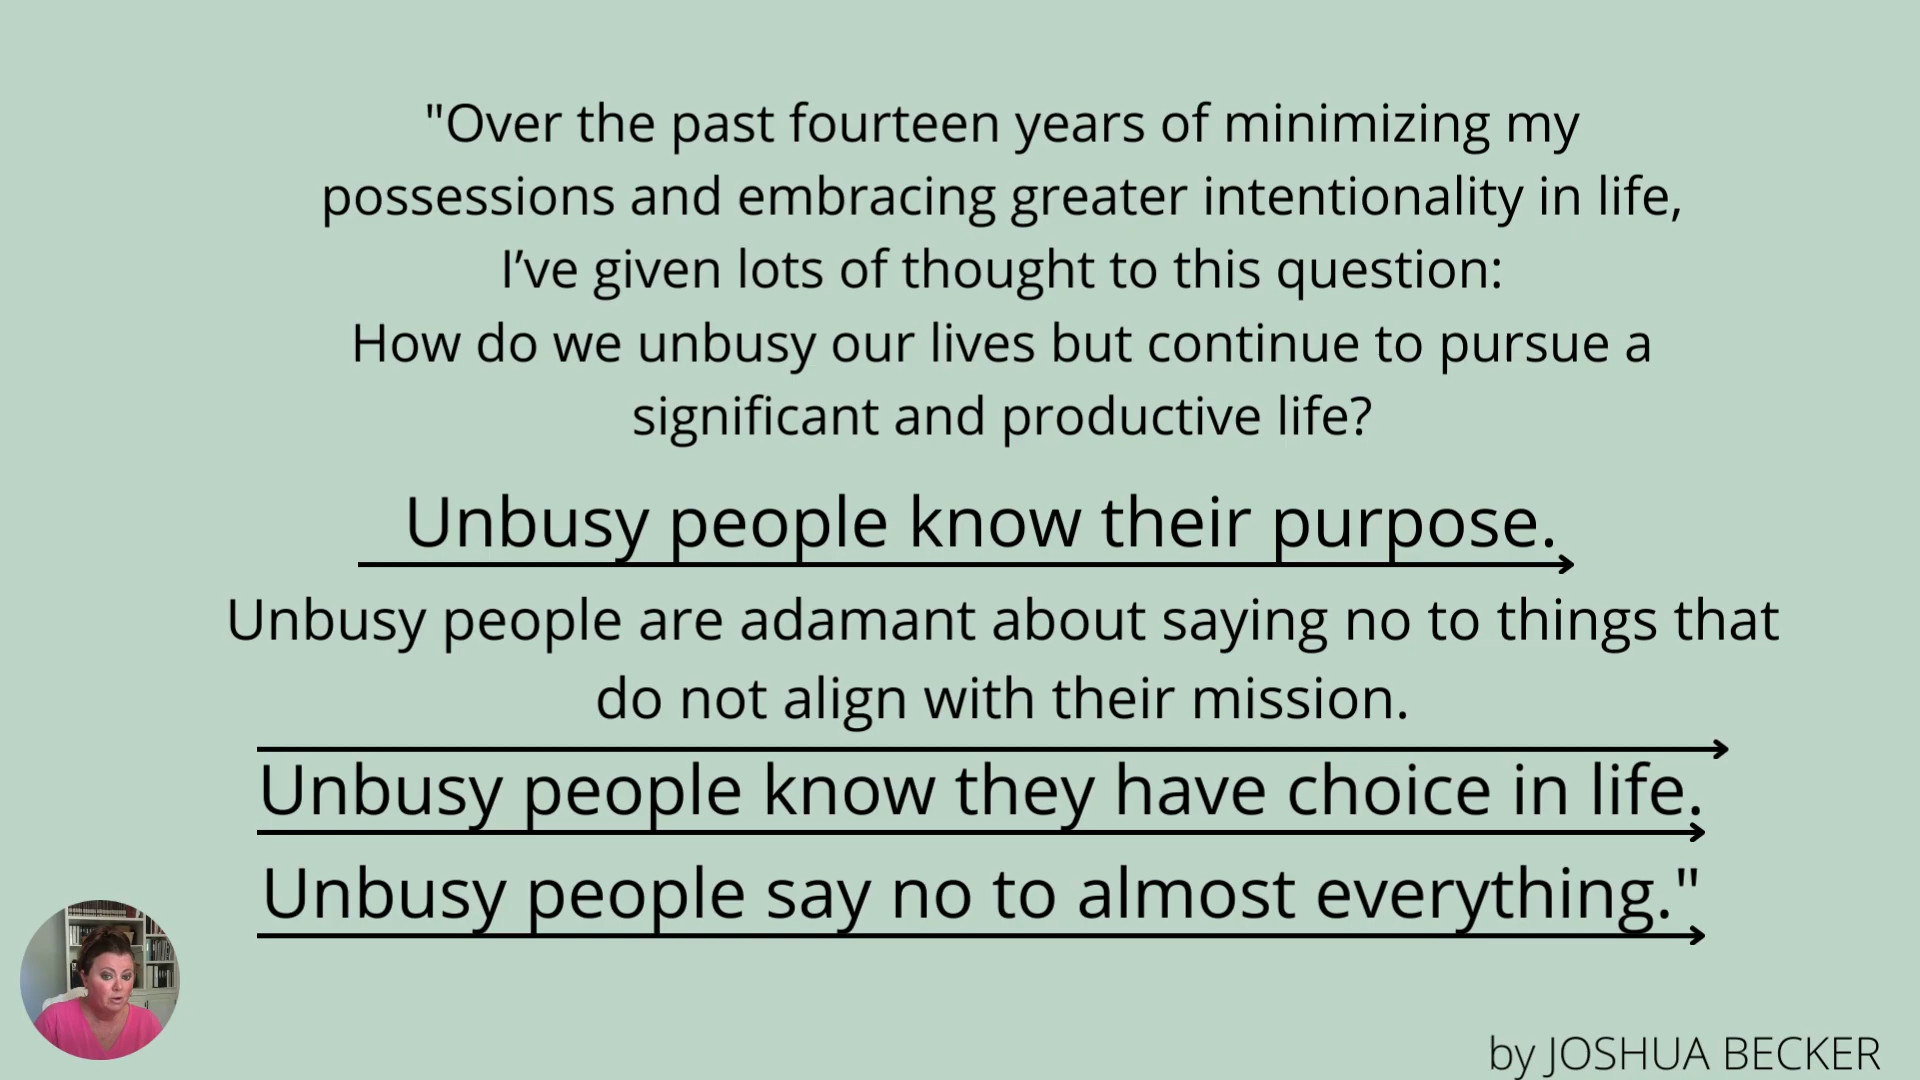 "Over the past fourteen years of minimizing my
possessions and embracing greater intentionality in life,
I’ve given lots of thought to this question:
How do we unbusy our lives but continue to pursue a
significant and productive life?
Unbusy people know their purpose.
Unbusy people are adamant about saying no to things that
do not align with their mission.
Unbusy people know they have choice in life.
Unbusy people say no to almost everything."
by JOSHUA BECKER